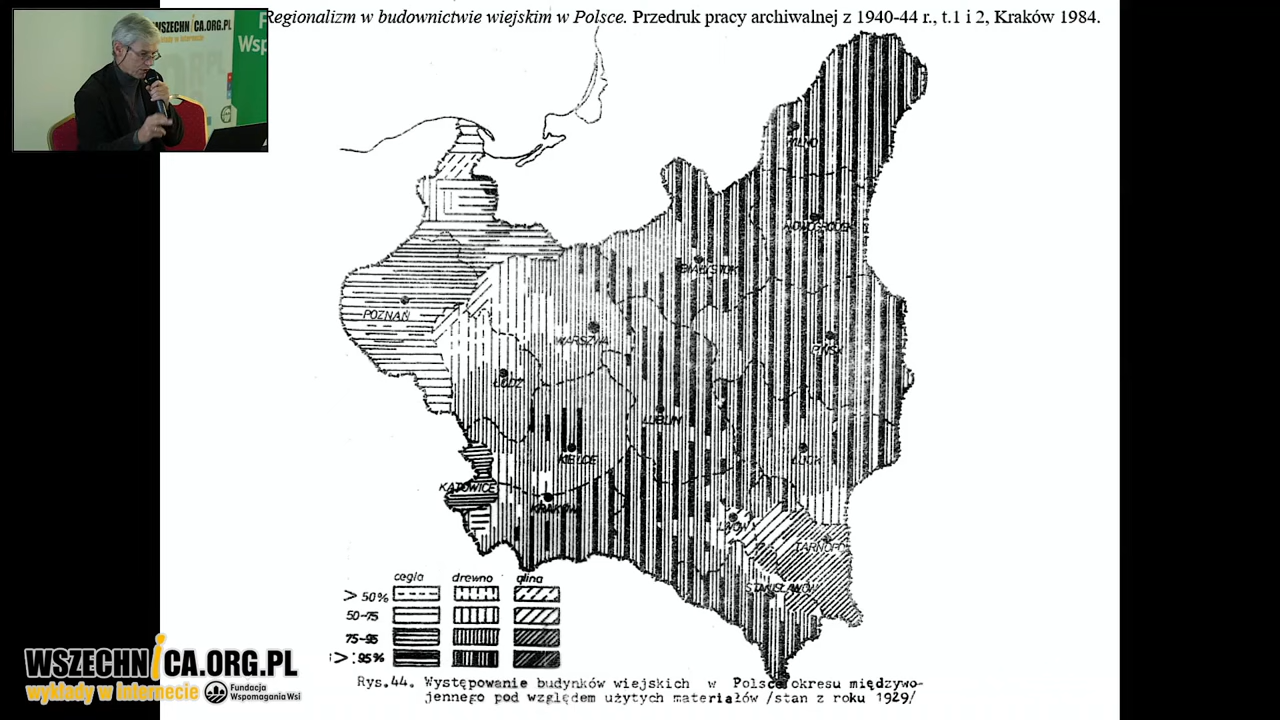 Regionalizm w budownictwie wiejskim w Polsce. Przedruk pracy archiwalnej z 1940-44 r., t.1 i 2, Kraków 1984.
WSZECHNICA.ORG.PL
WILNO
NOWOGRÓDEK
BIAŁYSTOK
POZNAŃ
WARSZAWA
PIŃSK
ŁÓDŹ
LUBLIN
KIELCE
ŁUCK
KATOWICE
KRAKÓW
LWÓW
TARNOPOL
STANISŁAWÓW
cegla drewno glina
> 50%
50-75
75-95
> 95%
Rys.44. Występowanie budynków wiejskich w Polsce okresu międzywo-
jennego pod względem użytych materiałów /stan z roku 1929/
WSZECHNICA.ORG.PL
wykłady w internecie
Fundacja
Wspomagania Wsi